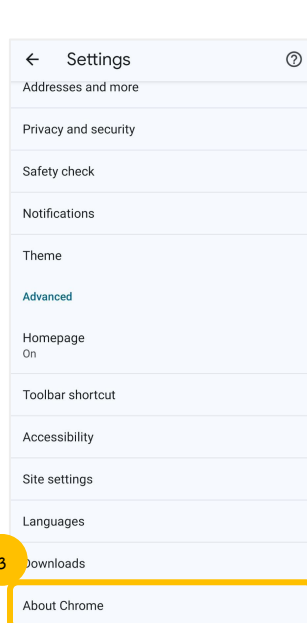 Settings
Addresses and more
Privacy and security
Safety check
Notifications
Theme
Advanced
Homepage
On
Toolbar shortcut
Accessibility
Site settings
Languages
3
Downloads
About Chrome